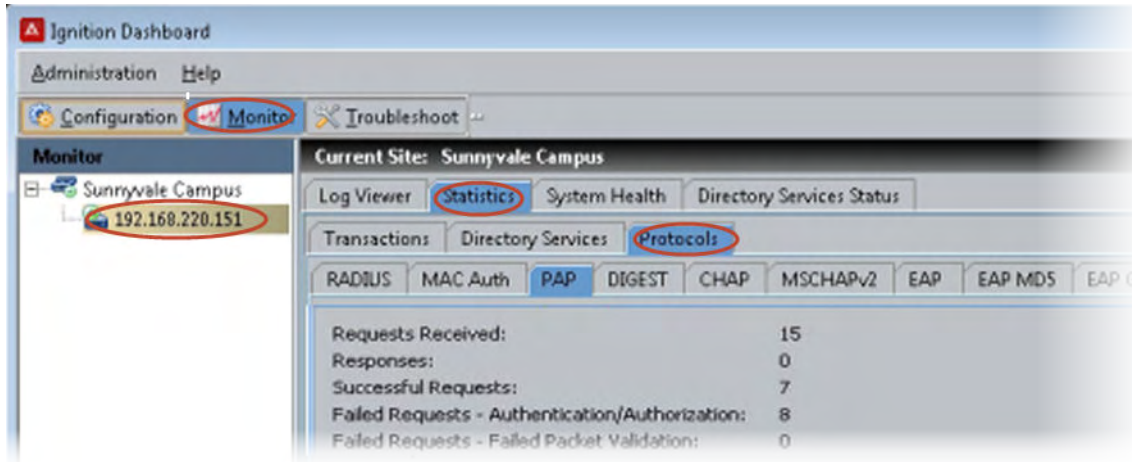 Ignition Dashboard
Administration Help
Configuration Monitor Troubleshoot
Monitor
Sunnyvale Campus
192.168.220.151
Current Site: Sunnyvale Campus
Log Viewer Statistics System Health Directory Services Status
Transactions Directory Services Protocols
RADIUS MAC Auth PAP DIGEST CHAP MSCHAPv2 EAP EAP MD5 EAP
Requests Received: 15
Responses: 0
Successful Requests: 7
Failed Requests - Authentication/Authorization: 8
Failed Requests - Failed Packet Validation: 0